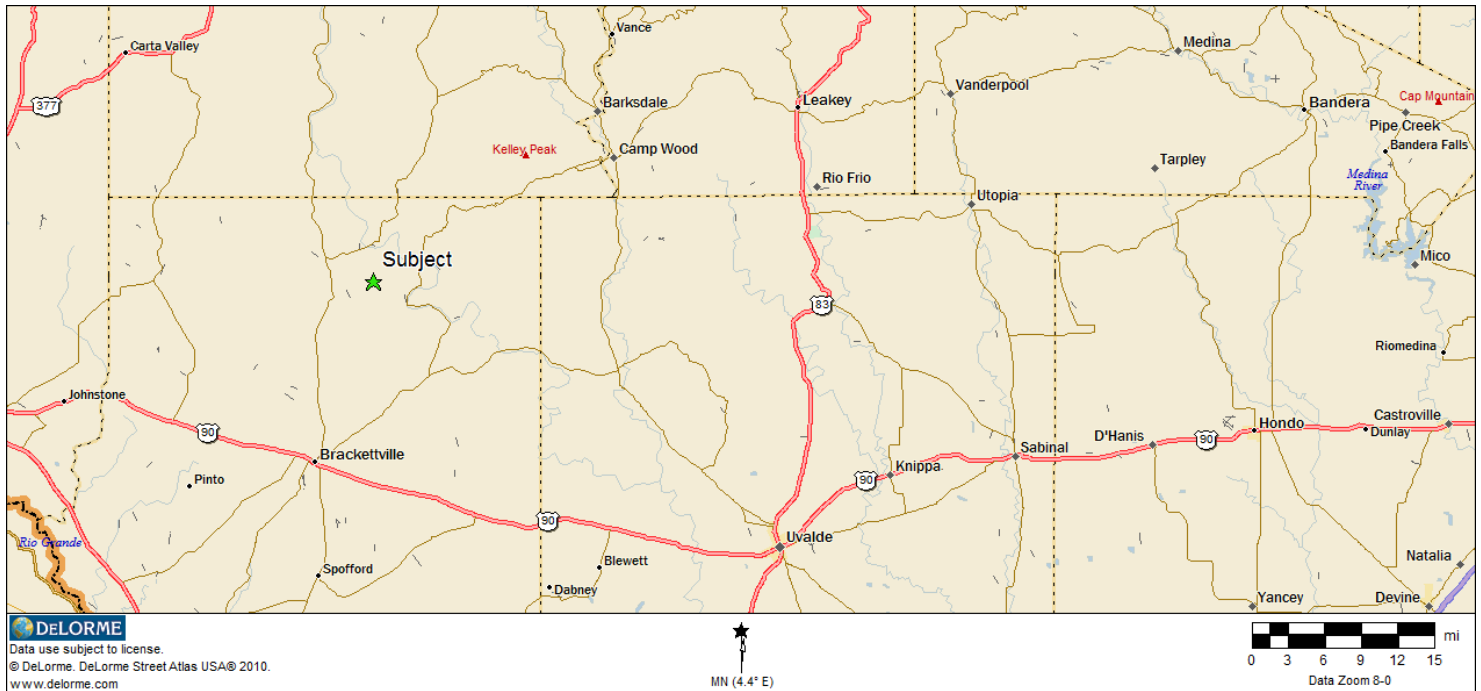 Vance
Medina
Carta Valley
Vanderpool
Cap Mountain
377
Barksdale
Leakey
Bandera
Pipe Creek
Kelley Peak
Camp Wood
Bandera Falls
Tarpley
Rio Frio
Medina
River
Utopia
Subject
Mico
83
Riomedina
Johnstone
Castroville
90
Hondo
Dunlay
D'Hanis
90
Brackettville
Sabinal
Knippa
Pinto
90
90
Uvalde
Rio Grande
Blewett
Natalia
Spofford
Dabney
Yancey
Devine
DELORME
Data use subject to license.
© DeLorme. DeLorme Street Atlas USA® 2010.
www.delorme.com
MN (4.4° E)
mi
0 3 6 9 12 15
Data Zoom 8-0